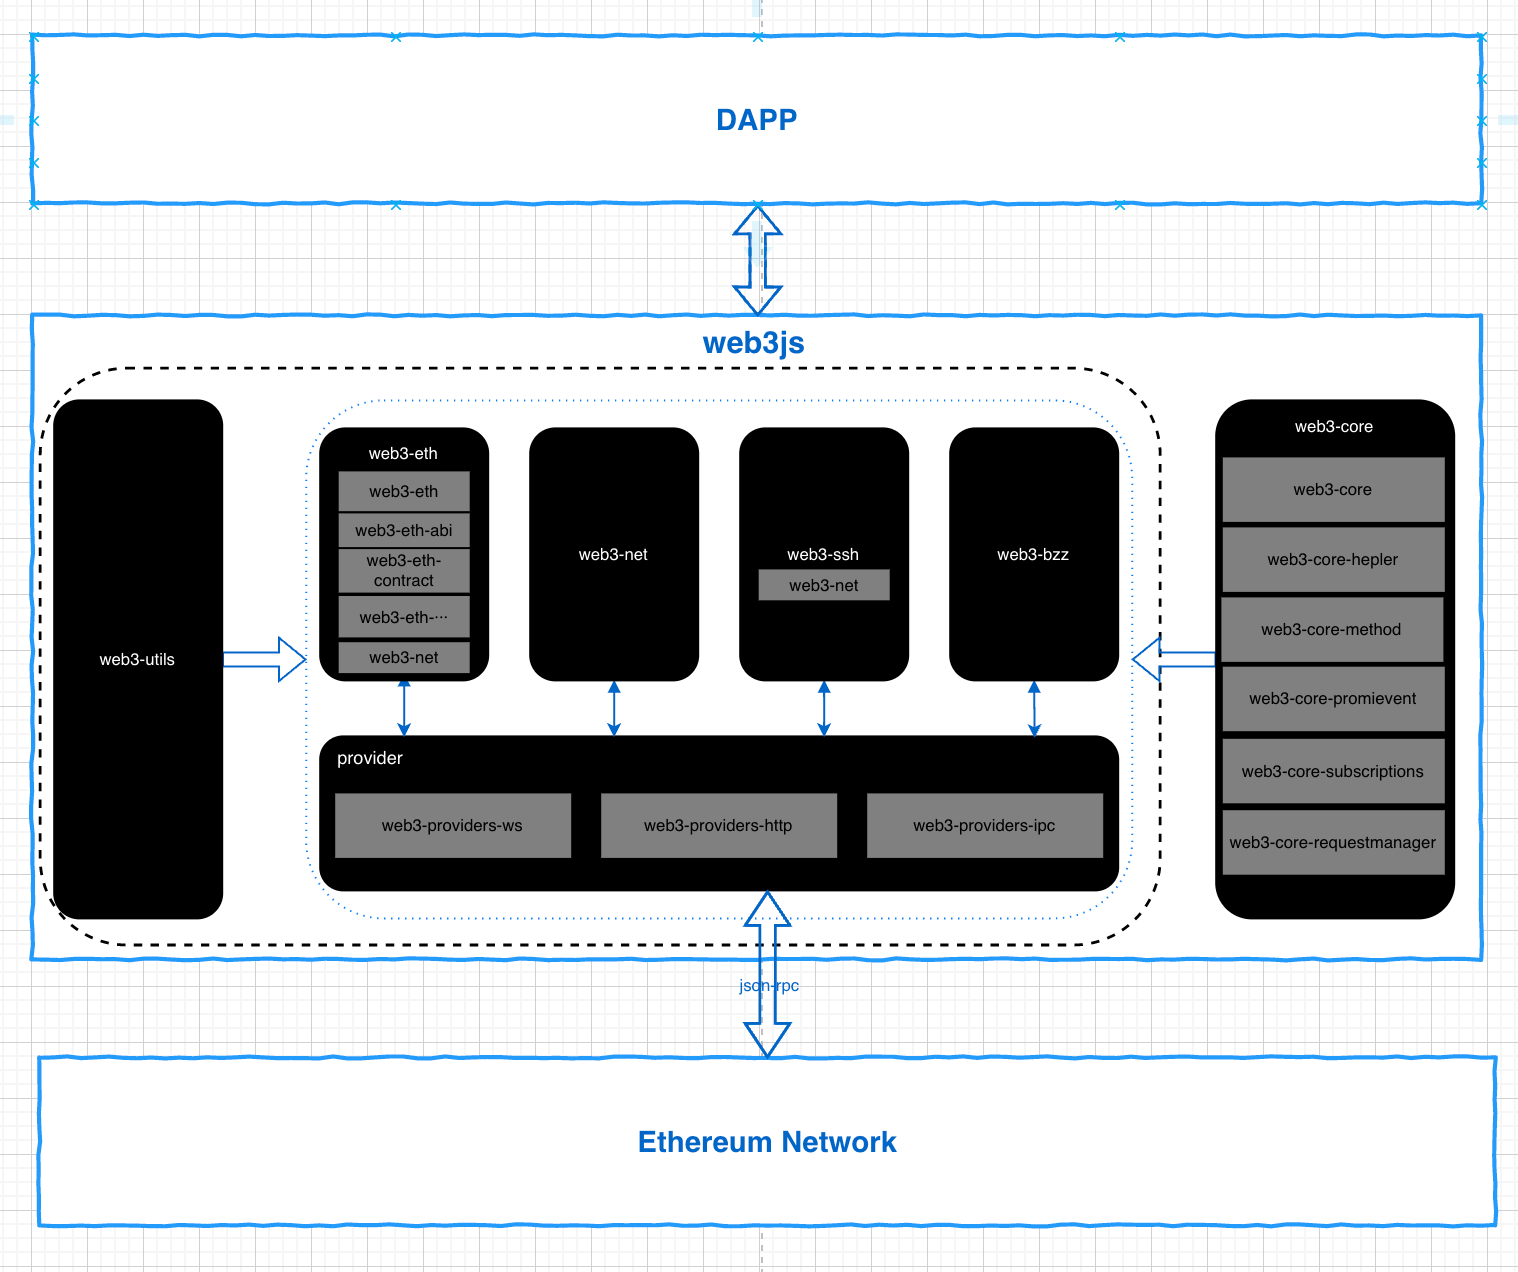 DAPP
web3js
web3-utils
web3-eth
web3-eth
web3-eth-abi
web3-eth-
contract
web3-eth-···
web3-net
web3-net
web3-ssh
web3-net
web3-bzz
provider
web3-providers-ws
web3-providers-http
web3-providers-ipc
web3-core
web3-core
web3-core-hepler
web3-core-method
web3-core-promievent
web3-core-subscriptions
web3-core-requestmanager
json-rpc
Ethereum Network